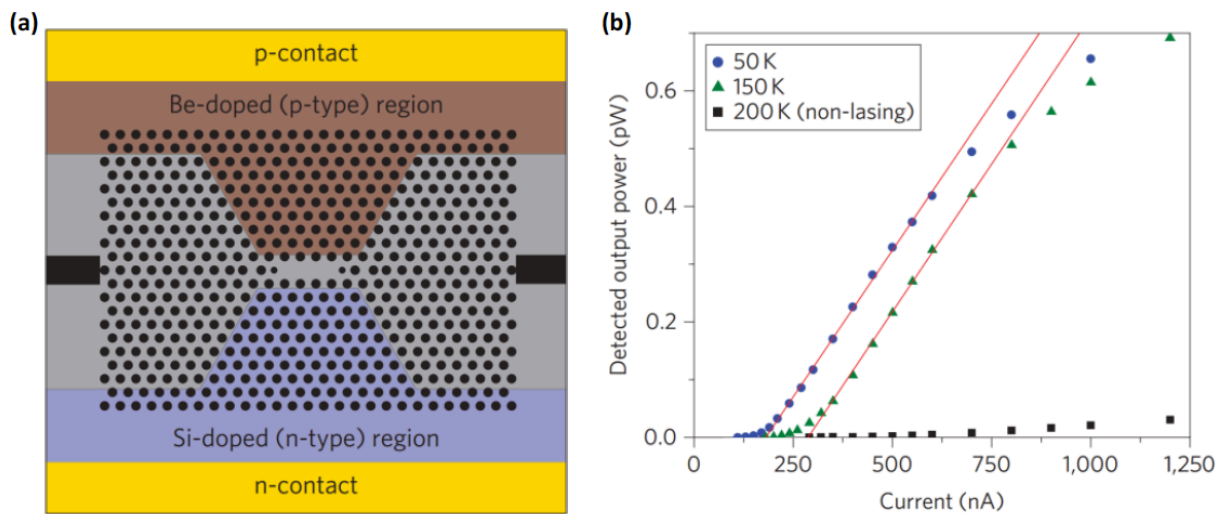 (a)
p-contact
Be-doped (p-type) region
Si-doped (n-type) region
n-contact
(b)
50 K
150 K
200 K (non-lasing)
Detected output power (pW)
0.6
0.4
0.2
0.0
0
250
500
750
1,000
1,250
Current (nA)